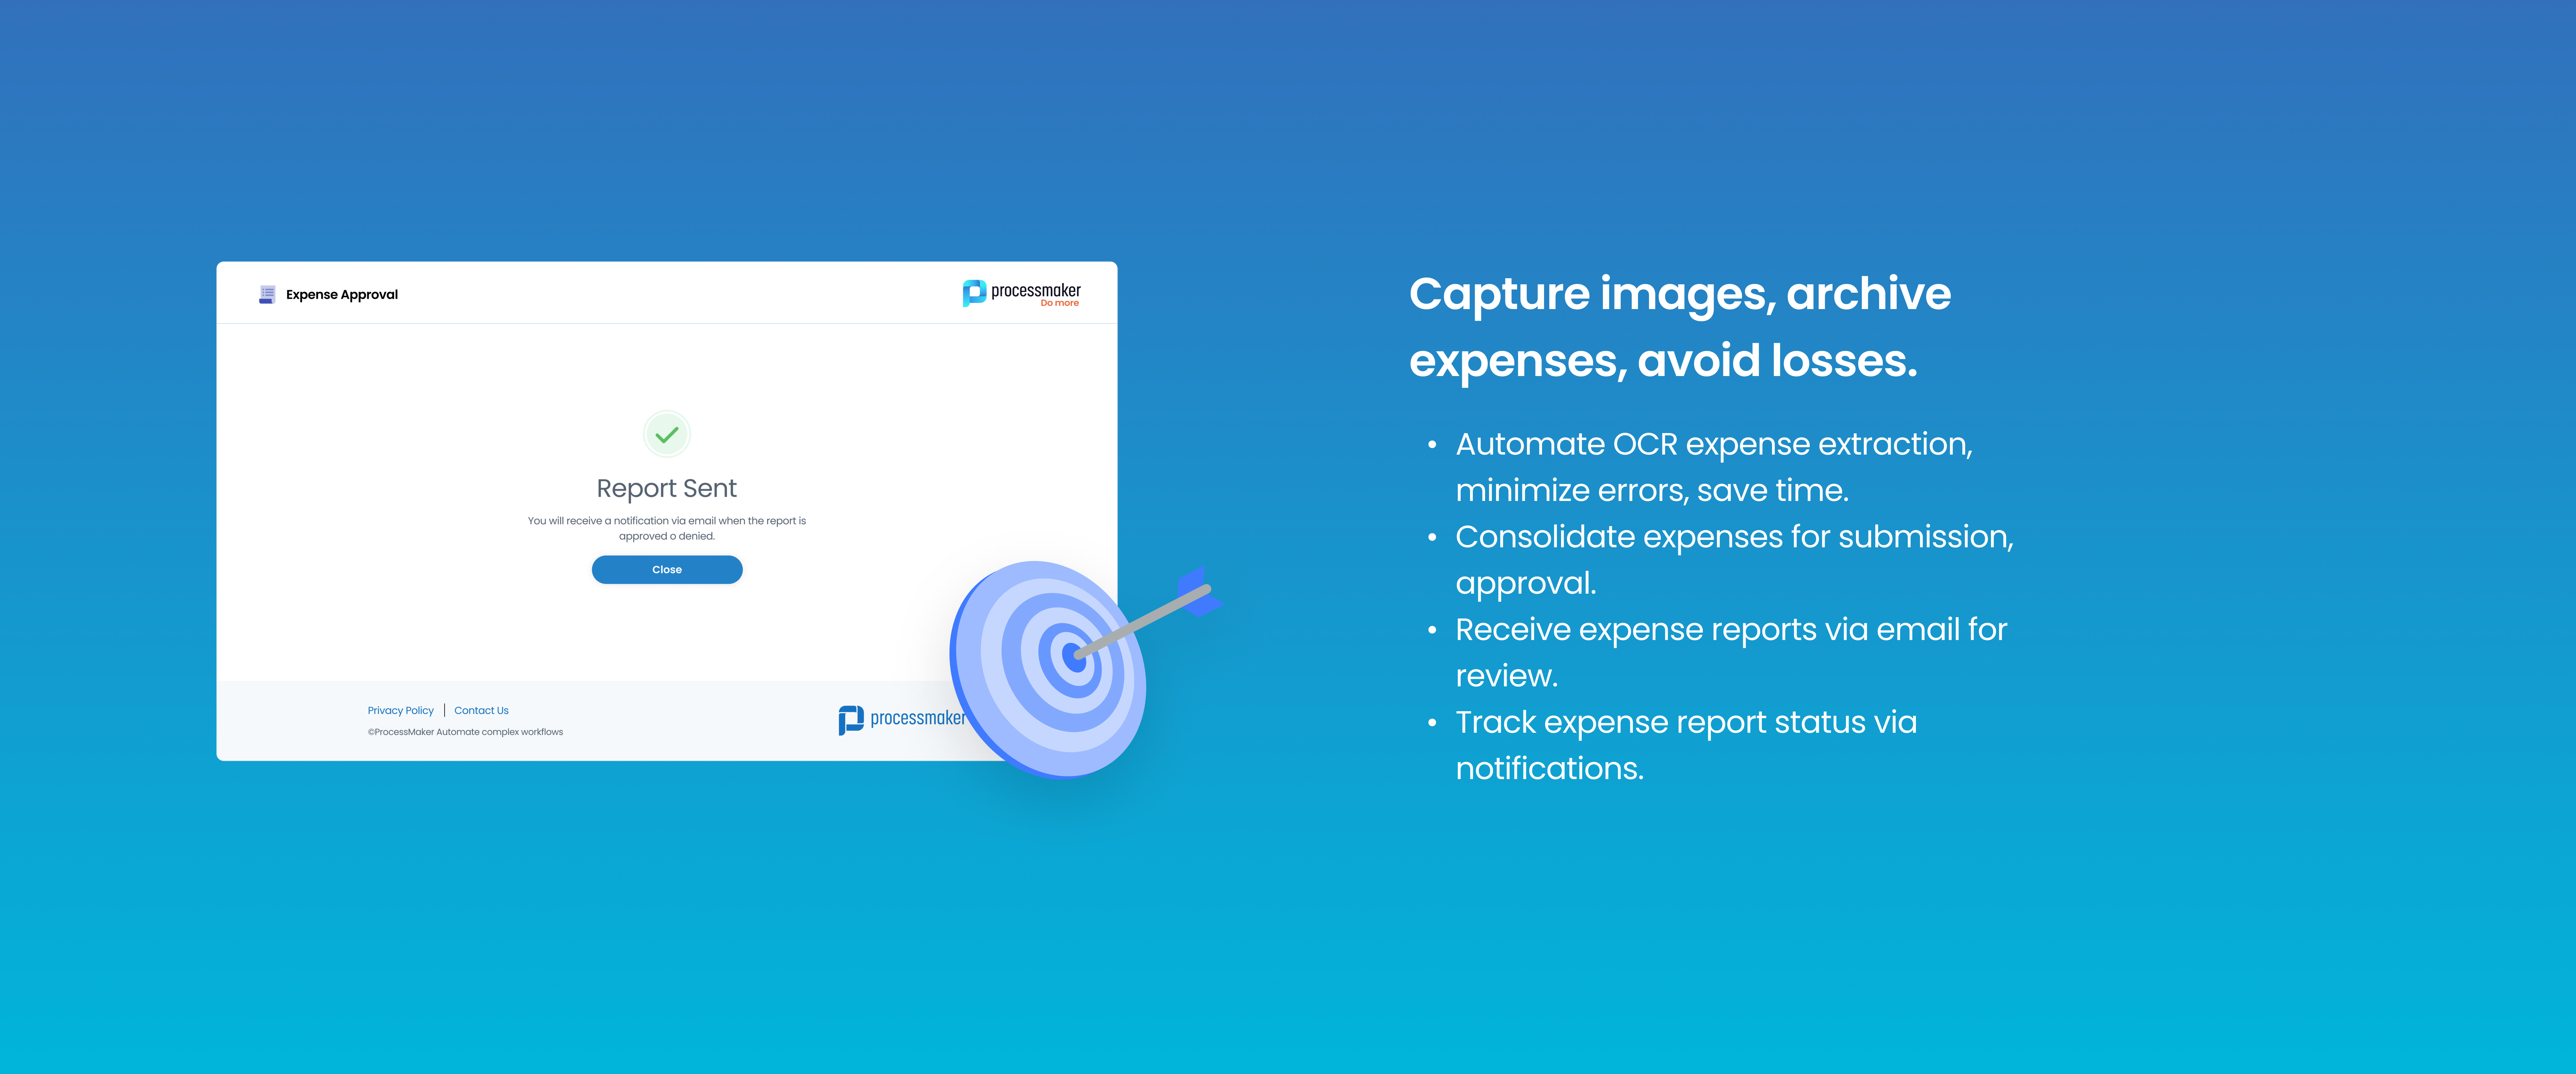 Expense Approval
processmaker
Do more
Report Sent
You will receive a notification via email when the report is
approved o denied.
Close
Privacy Policy | Contact Us
©ProcessMaker Automate complex workflows
processmaker
Capture images, archive
expenses, avoid losses.
• Automate OCR expense extraction,
minimize errors, save time.
• Consolidate expenses for submission,
approval.
• Receive expense reports via email for
review.
• Track expense report status via
notifications.